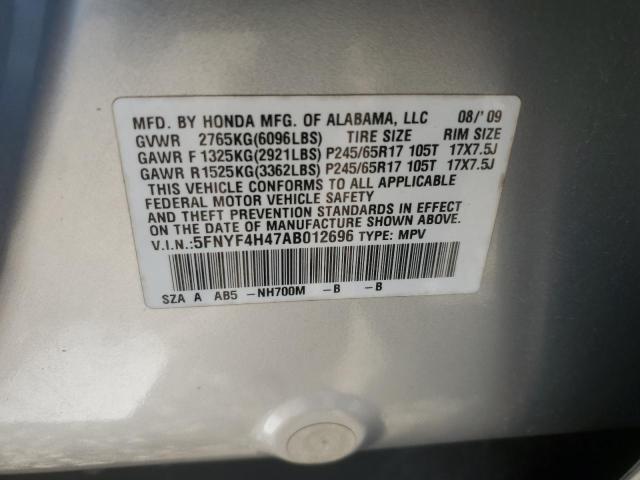 MFD. BY HONDA MFG. OF ALABAMA, LLC 08/'09
GVWR 2765KG(6096LBS) TIRE SIZE RIM SIZE
GAWR F 1325KG(2921LBS) P245/65R17 105T 17X7.5J
GAWR R 1525KG(3362LBS) P245/65R17 105T 17X7.5J
THIS VEHICLE CONFORMS TO ALL APPLICABLE
FEDERAL MOTOR VEHICLE SAFETY
AND THEFT PREVENTION STANDARDS IN EFFECT
ON THE DATE OF MANUFACTURE SHOWN ABOVE.
V.I.N.:5FNYF4H47AB012696 TYPE: MPV
SZA A AB5 -NH700M -B -B